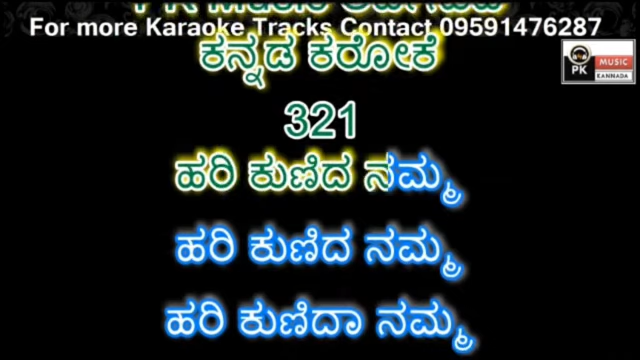 For more Karaoke Tracks Contact 09591476287
ಕನ್ನಡ ಕರೋಕೆ
PK MUSIC
KANNADA
321
ಹರಿ ಕುಣಿದ ನಮ್ಮ
ಹರಿ ಕುಣಿದ ನಮ್ಮ
ಹರಿ ಕುಣಿದಾ ನಮ್ಮ